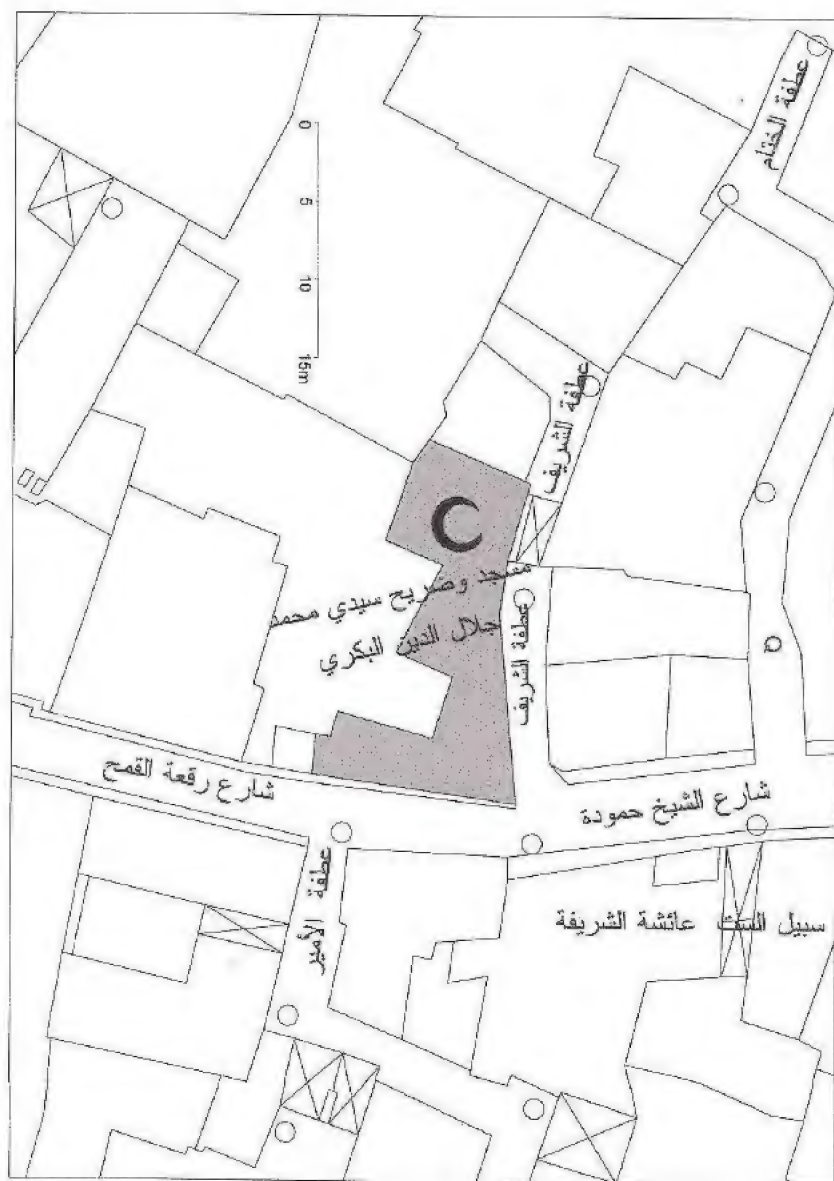 عطفة الختام
0
5
10
15m
عطفة الشريف
مسجد وضريح سيدي محمد
جلال الدين البكري
عطفة الشريف
شارع رقعة القمح
شارع الشيخ حمودة
عطفة الأمير
سبيل الست عائشة الشريفة